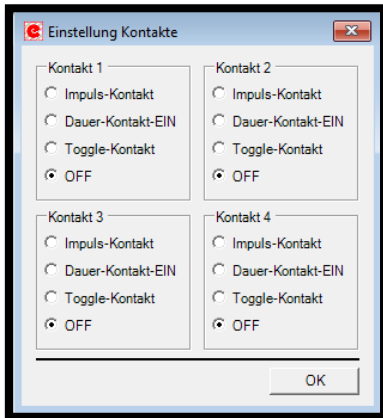 Einstellung Kontakte
Kontakt 1
Impuls-Kontakt
Dauer-Kontakt-EIN
Toggle-Kontakt
OFF
Kontakt 2
Impuls-Kontakt
Dauer-Kontakt-EIN
Toggle-Kontakt
OFF
Kontakt 3
Impuls-Kontakt
Dauer-Kontakt-EIN
Toggle-Kontakt
OFF
Kontakt 4
Impuls-Kontakt
Dauer-Kontakt-EIN
Toggle-Kontakt
OFF
OK